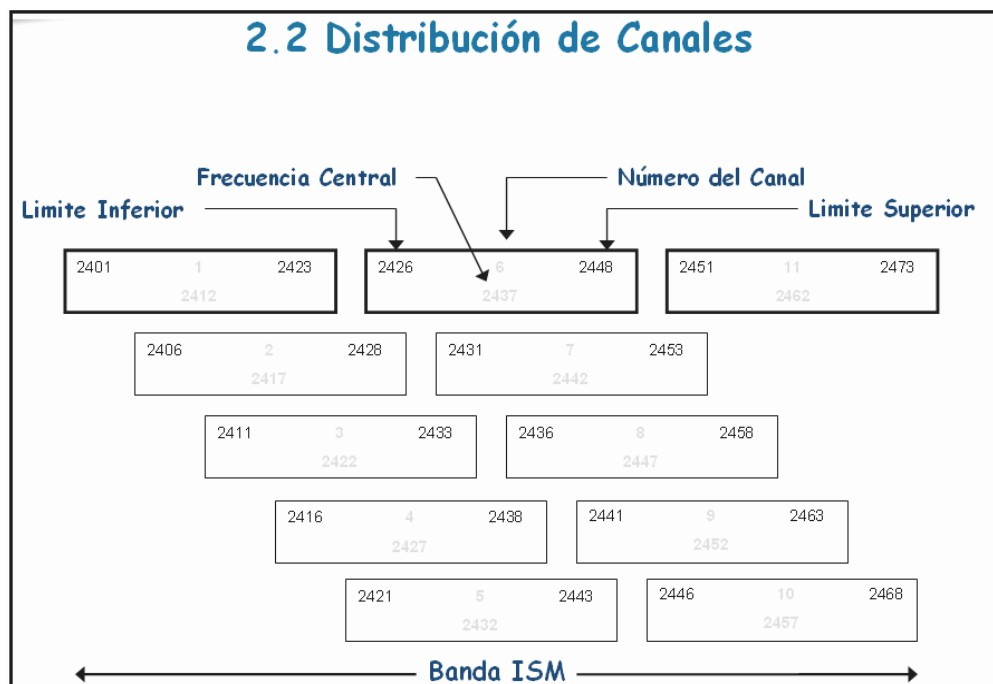 2.2 Distribución de Canales
Frecuencia Central
Número del Canal
Limite Inferior
Limite Superior
2401 1 2423
2412
2426 6 2448
2437
2451 11 2473
2462
2406 2 2428
2417
2431 7 2453
2442
2411 3 2433
2422
2436 8 2458
2447
2416 4 2438
2427
2441 9 2463
2452
2421 5 2443
2432
2446 10 2468
2457
Banda ISM